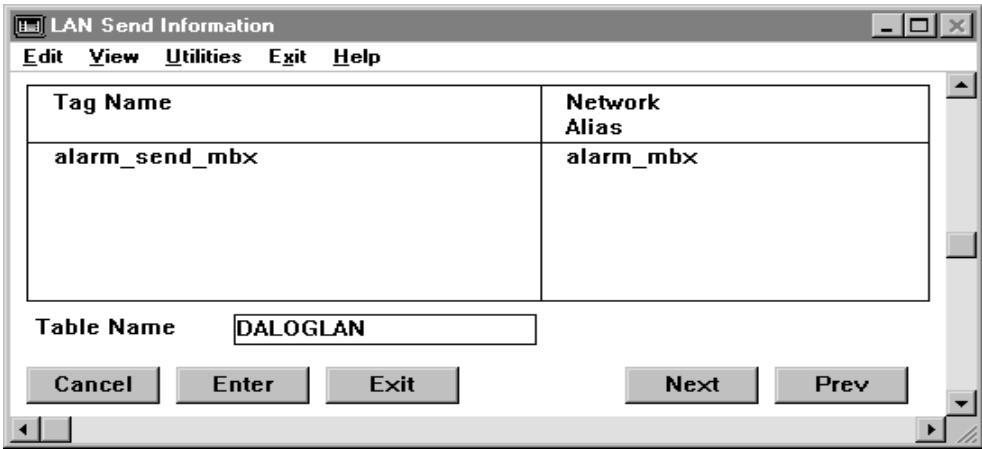 LAN Send Information
Edit View Utilities Exit Help
Tag Name Network
Alias
alarm_send_mbx alarm_mbx
Table Name DALOGLAN
Cancel Enter Exit Next Prev